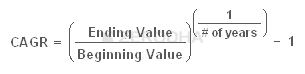 CAGR = ( Ending Value / Beginning Value ) ^ ( 1 / # of years ) - 1